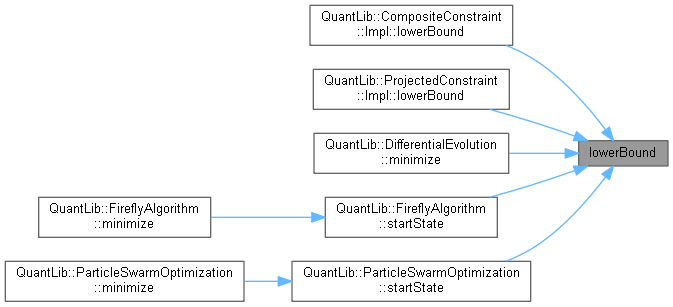 QuantLib::CompositeConstraint
::Impl::lowerBound
QuantLib::ProjectedConstraint
::Impl::lowerBound
QuantLib::DifferentialEvolution
::minimize
lowerBound
QuantLib::FireflyAlgorithm
::minimize
QuantLib::FireflyAlgorithm
::startState
QuantLib::ParticleSwarmOptimization
::minimize
QuantLib::ParticleSwarmOptimization
::startState